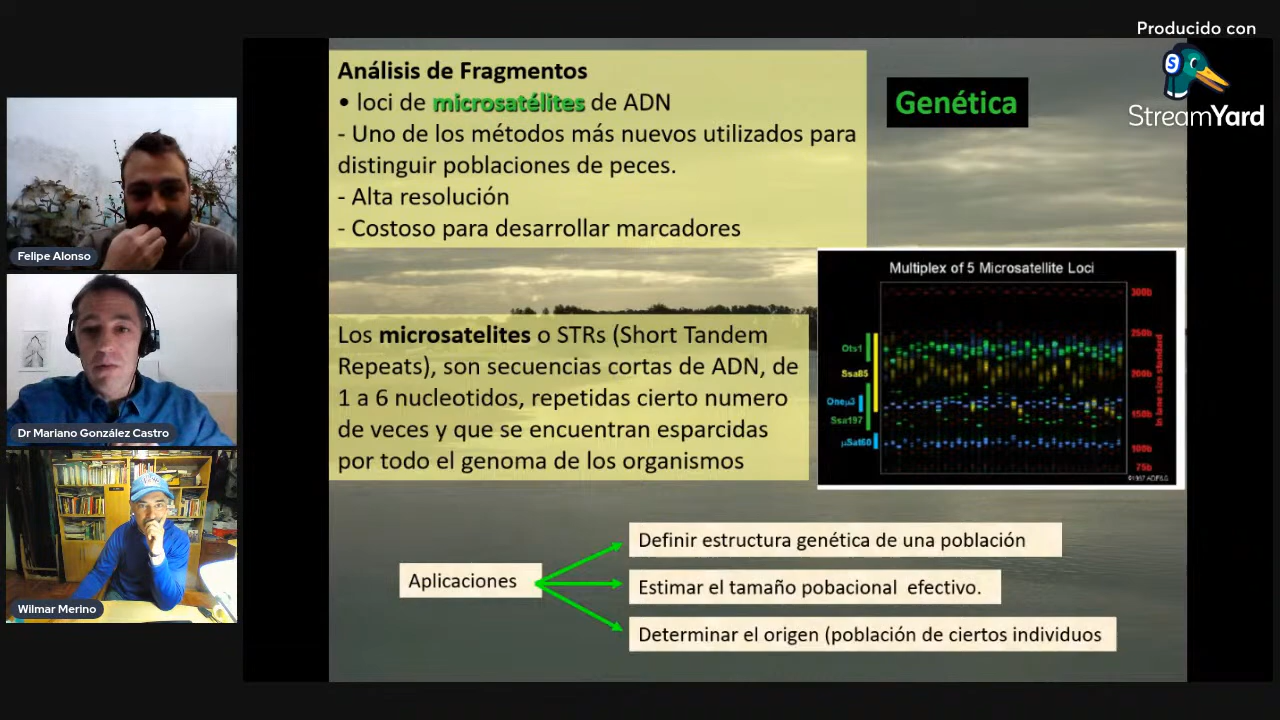 Producido con
StreamYard
Análisis de Fragmentos
• loci de microsatélites de ADN
- Uno de los métodos más nuevos utilizados para
distinguir poblaciones de peces.
- Alta resolución
- Costoso para desarrollar marcadores
Genética
Felipe Alonso
Dr Mariano González Castro
Wilmar Merino
Los microsatelites o STRs (Short Tandem
Repeats), son secuencias cortas de ADN, de
1 a 6 nucleotidos, repetidas cierto numero
de veces y que se encuentran esparcidas
por todo el genoma de los organismos
Multiplex of 5 Microsatellite Loci
300b
250b
200b
150b
100b
75b
In lane size standard
Ots1
Ssa85
Oneµ3
Ssa197
µSat60
Aplicaciones
Definir estructura genética de una población
Estimar el tamaño pobacional efectivo.
Determinar el origen (población de ciertos individuos